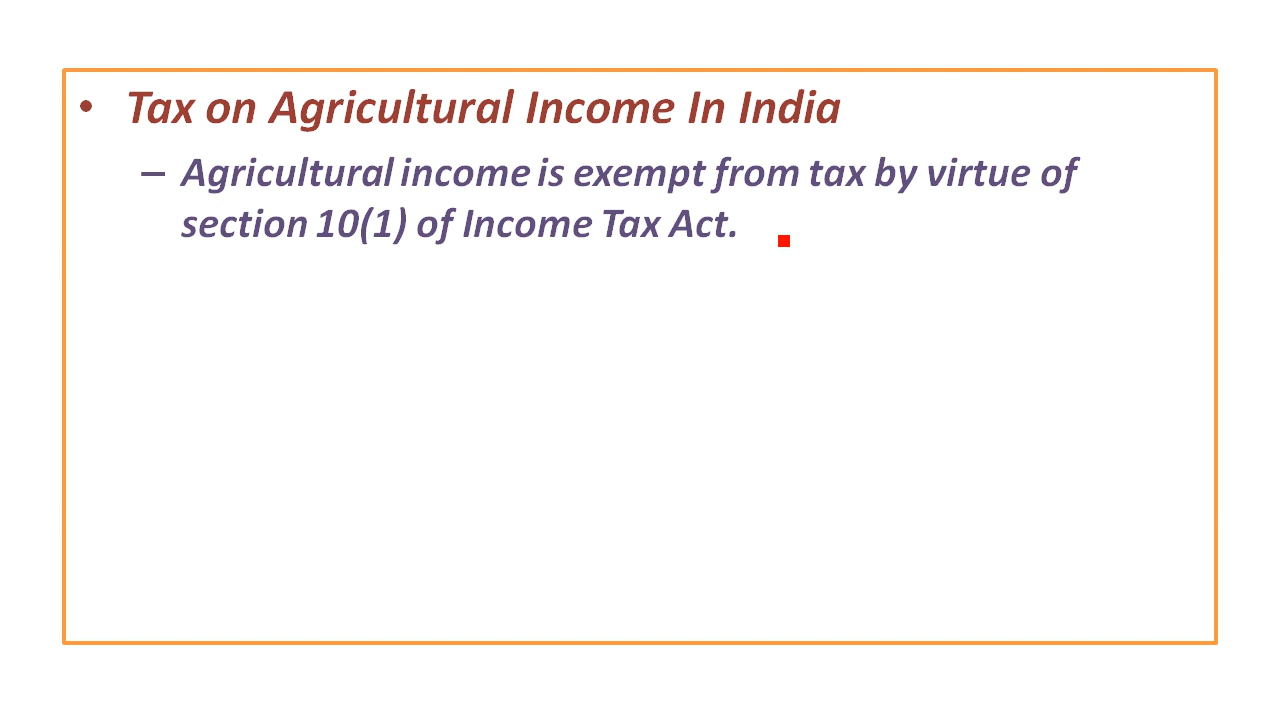 • Tax on Agricultural Income In India
– Agricultural income is exempt from tax by virtue of
section 10(1) of Income Tax Act.